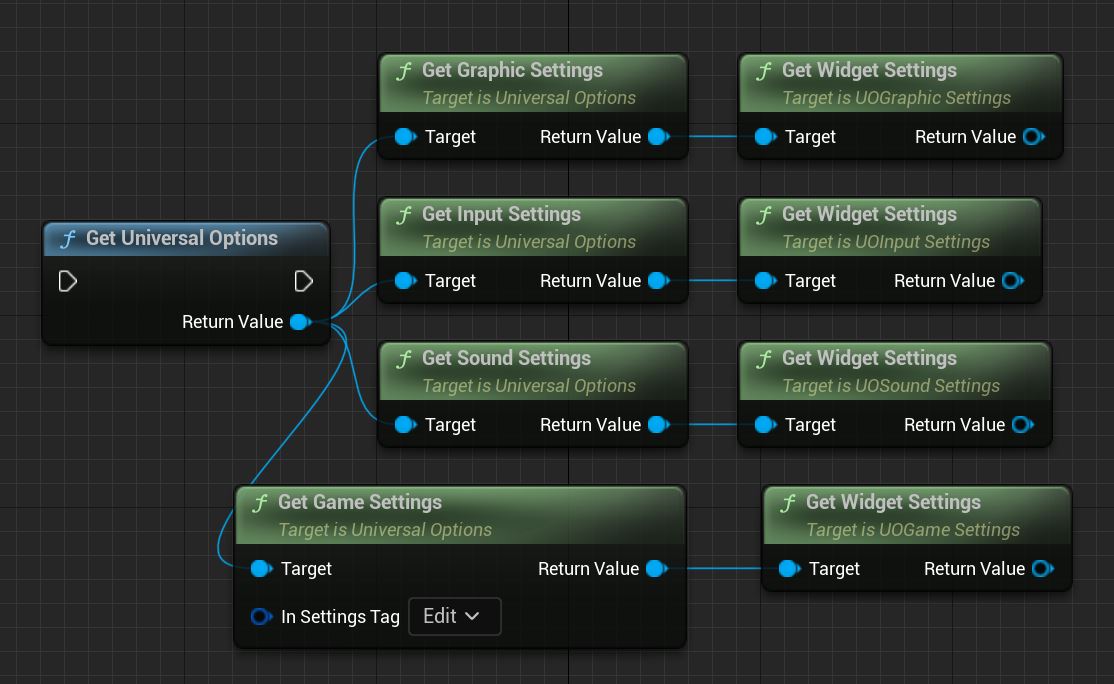 Get Universal Options
Return Value
Get Graphic Settings
Target is Universal Options
Target Return Value
Get Widget Settings
Target is UOGraphic Settings
Target Return Value
Get Input Settings
Target is Universal Options
Target Return Value
Get Widget Settings
Target is UOInput Settings
Target Return Value
Get Sound Settings
Target is Universal Options
Target Return Value
Get Widget Settings
Target is UOSound Settings
Target Return Value
Get Game Settings
Target is Universal Options
Target Return Value
In Settings Tag Edit
Get Widget Settings
Target is UOGame Settings
Target Return Value